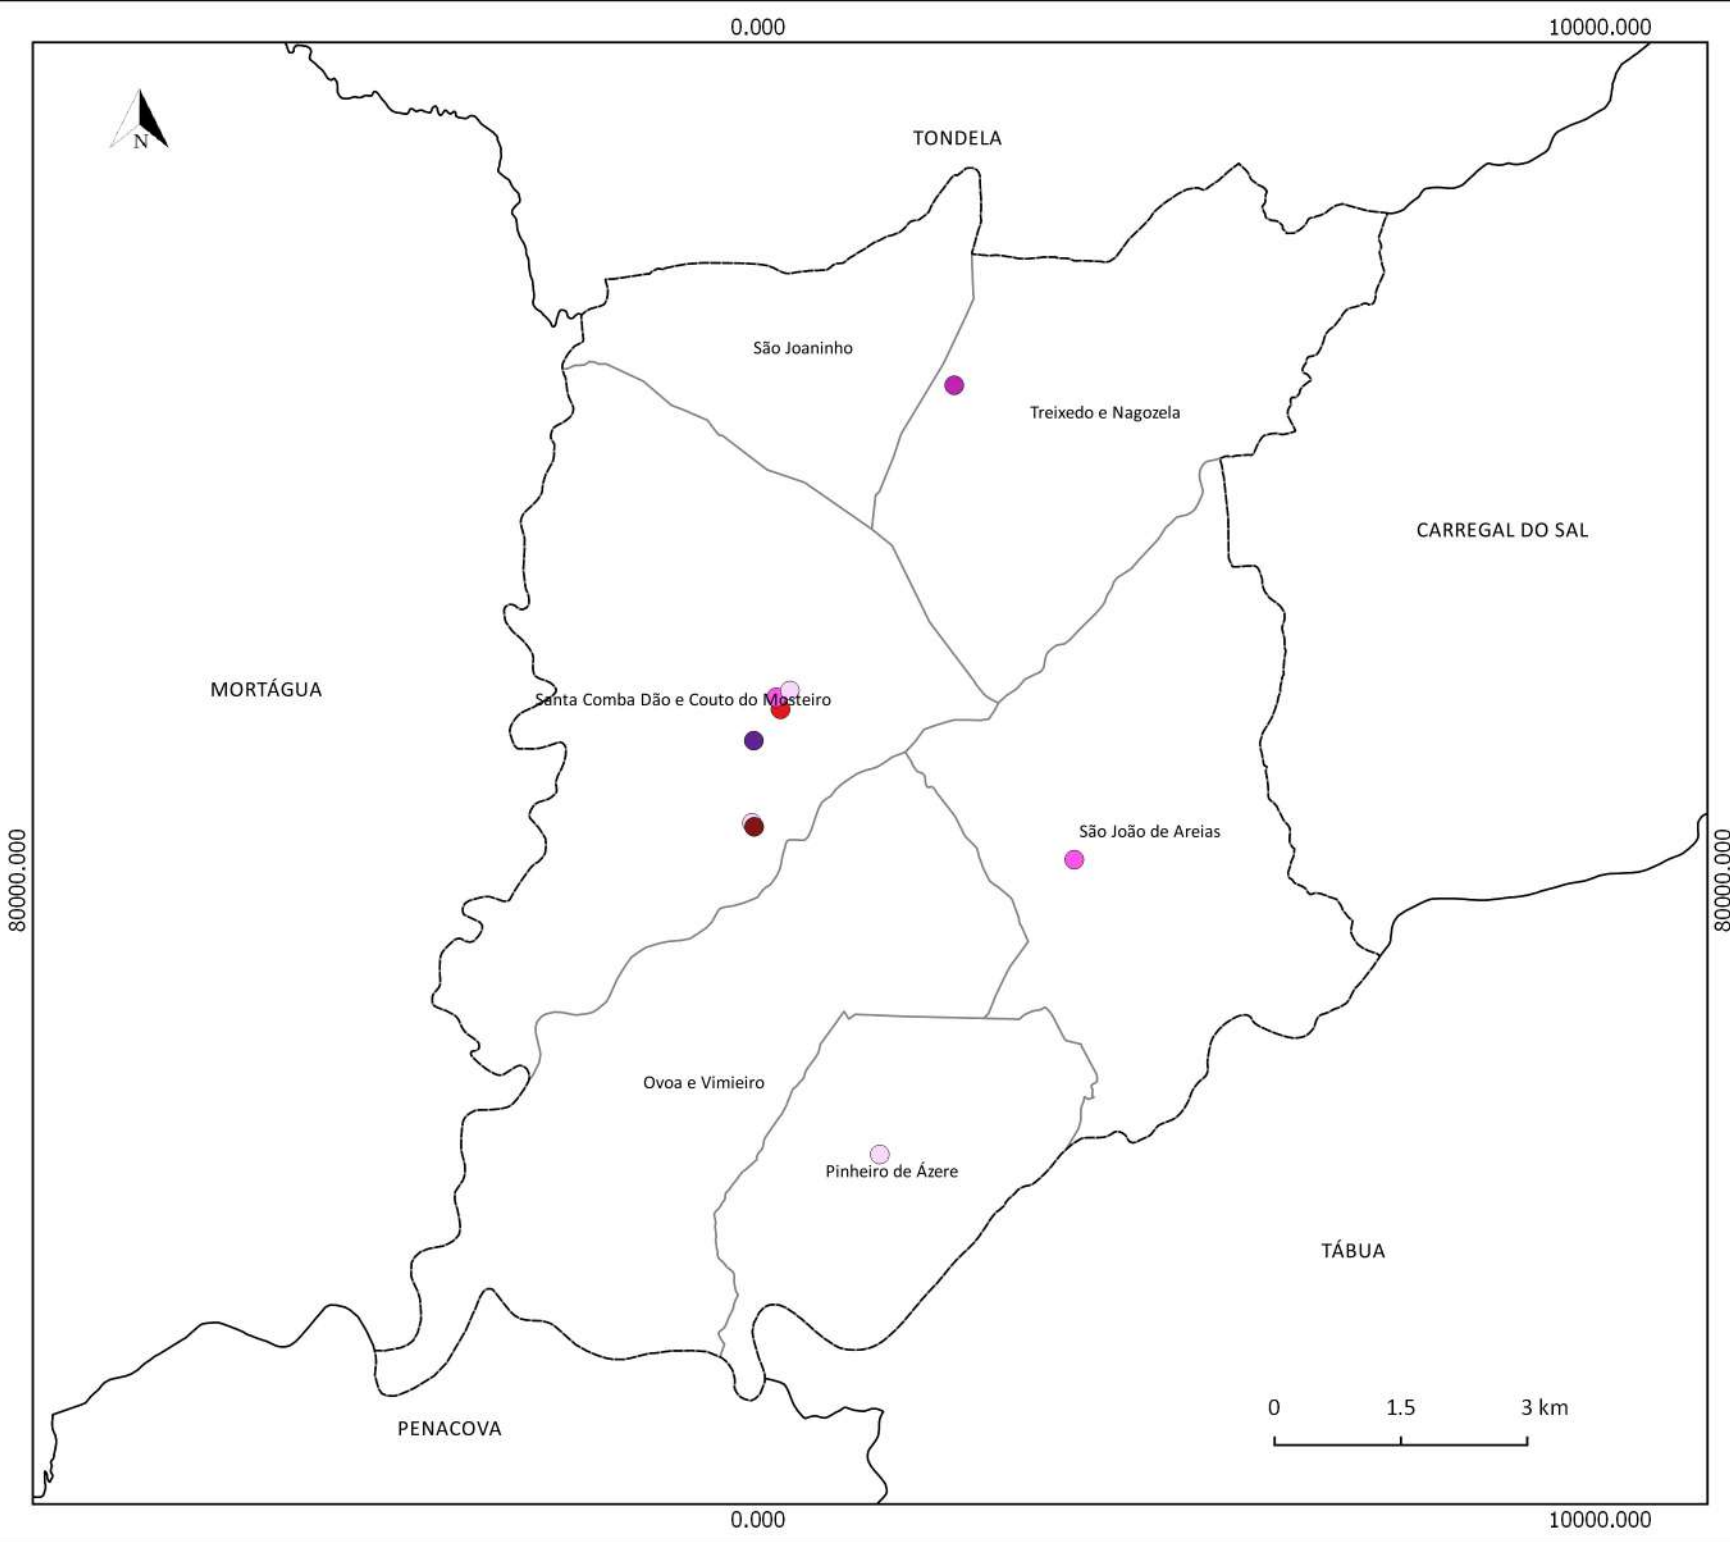 0.000 10000.000
N
TONDELA
São Joaninho
Treixedo e Nagozela
CARREGAL DO SAL
MORTÁGUA
Santa Comba Dão e Couto do Mosteiro
São João de Areias
80000.000 80000.000
Ovoa e Vimieiro
Pinheiro de Ázere
TÁBUA
0 1.5 3 km
PENACOVA
0.000 10000.000